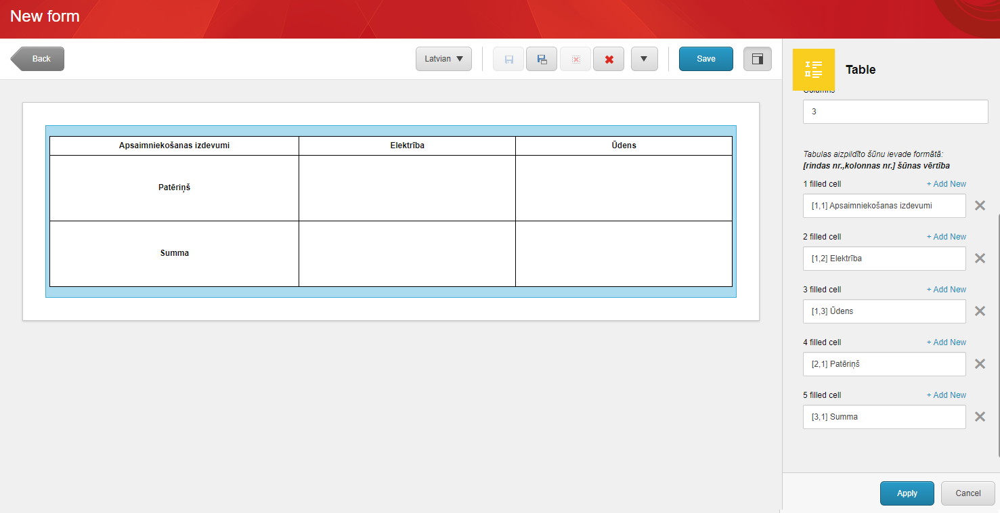 New form
Back
Latvian
Save
Table
Columns
3
Apsaimniekošanas izdevumi
Elektrība
Ūdens
Patēriņš
Summa
Tabulas aizpildīto šūnu ievade formātā:
[rindas nr.,kolonnas nr.] šūnas vērtība
1 filled cell
+ Add New
[1,1] Apsaimniekošanas izdevumi
2 filled cell
+ Add New
[1,2] Elektrība
3 filled cell
+ Add New
[1,3] Ūdens
4 filled cell
+ Add New
[2,1] Patēriņš
5 filled cell
+ Add New
[3,1] Summa
Apply
Cancel